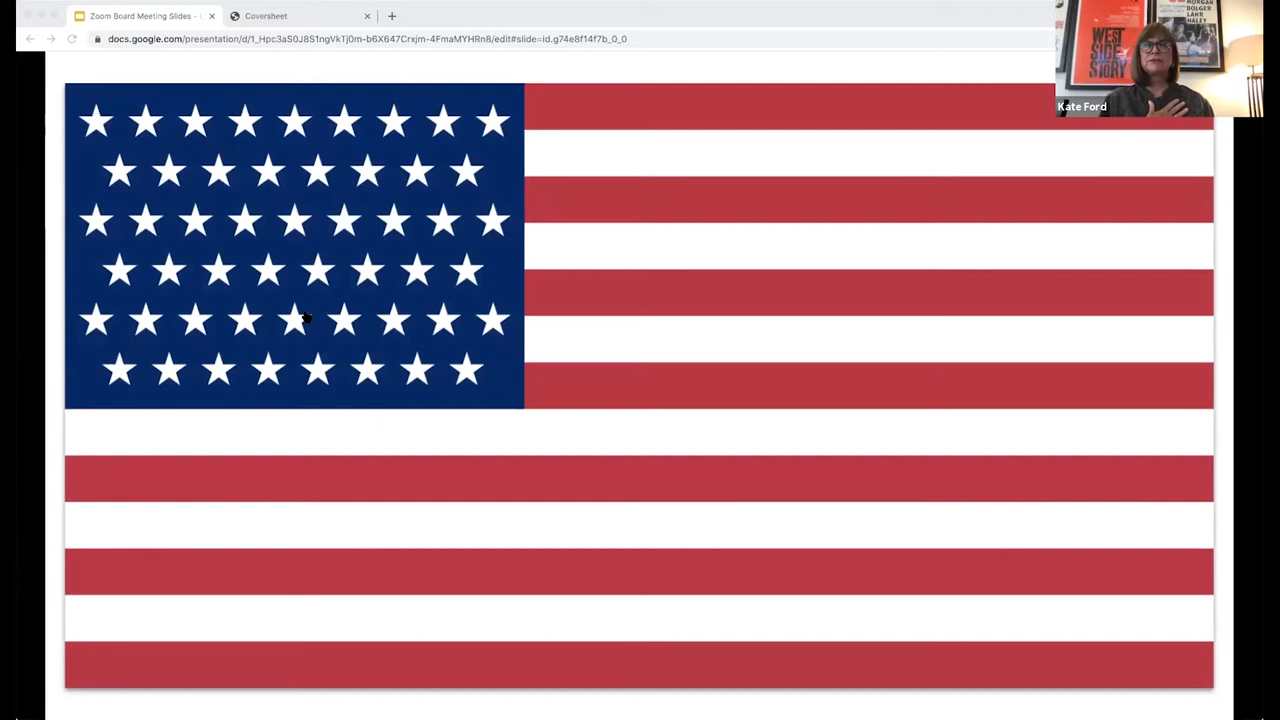 Zoom Board Meeting Slides -
Coversheet
docs.google.com/presentation/d/1_Hpc3aS0J8S1ngVkTj0m-b6X647Crxjm-4FmaMYHRn8/edit#slide=id.g74e8f14f7b_0_0
WEST
SIDE
STORY
MORGAN
BOLGER
LAHR
HALEY
Kate Ford